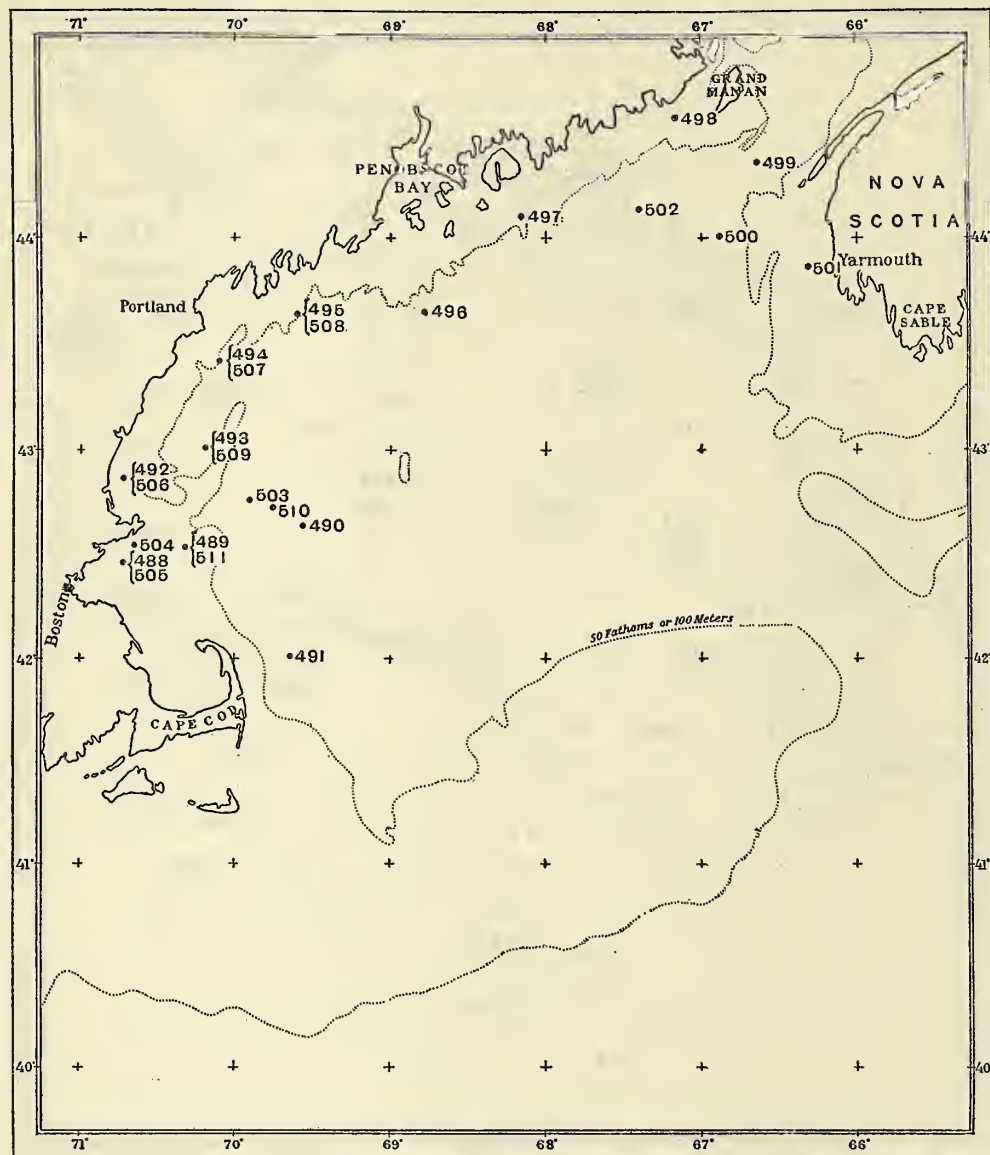 71° 70° 69° 68° 67° 66°
GRAND
MANAN
498
PENOBSCOT
BAY
499
NOVA
SCOTIA
497
502
44° 500 44°
501 Yarmouth
Portland
495
508
496
CAPE
SABLE
494
507
493
509
43° 43°
492
506
503
510
490
504
489
511
488
505
Boston
50 Fathoms or 100 Meters
491
42° 42°
CAPE COD
41° 41°
40° 40°
71° 70° 69° 68° 67° 66°